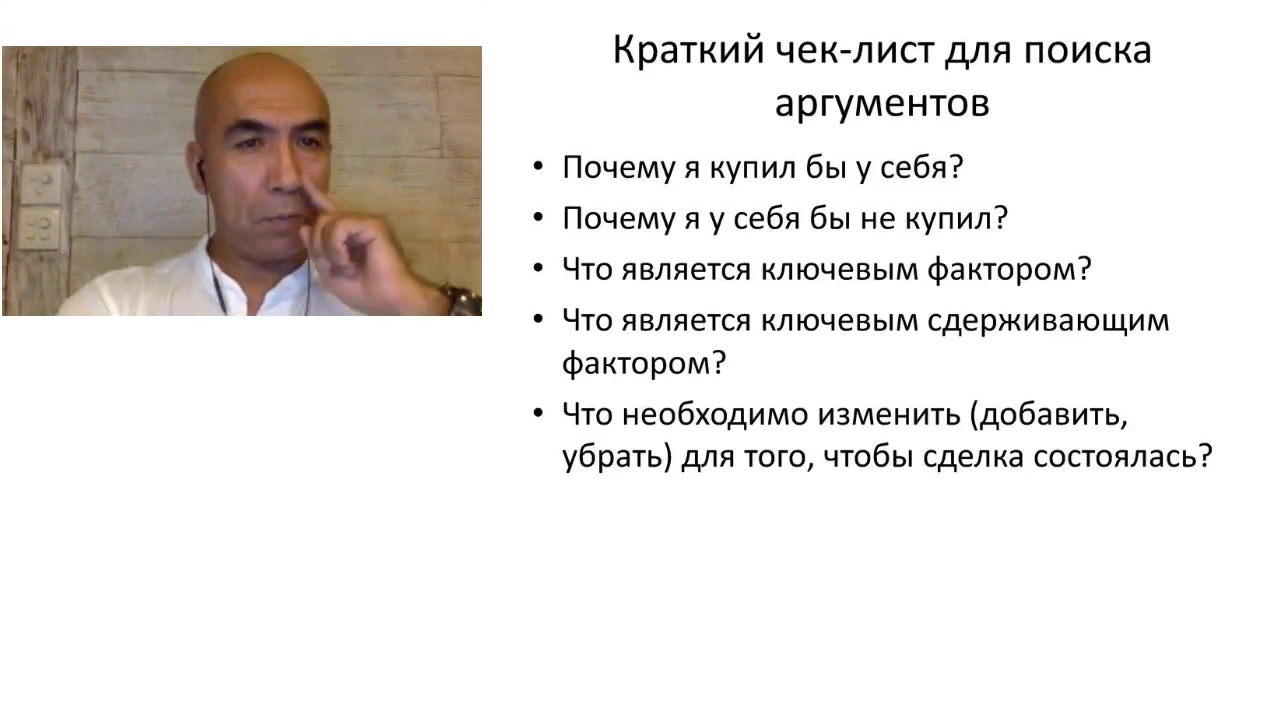 Краткий чек-лист для поиска
аргументов
• Почему я купил бы у себя?
• Почему я у себя бы не купил?
• Что является ключевым фактором?
• Что является ключевым сдерживающим
фактором?
• Что необходимо изменить (добавить,
убрать) для того, чтобы сделка состоялась?